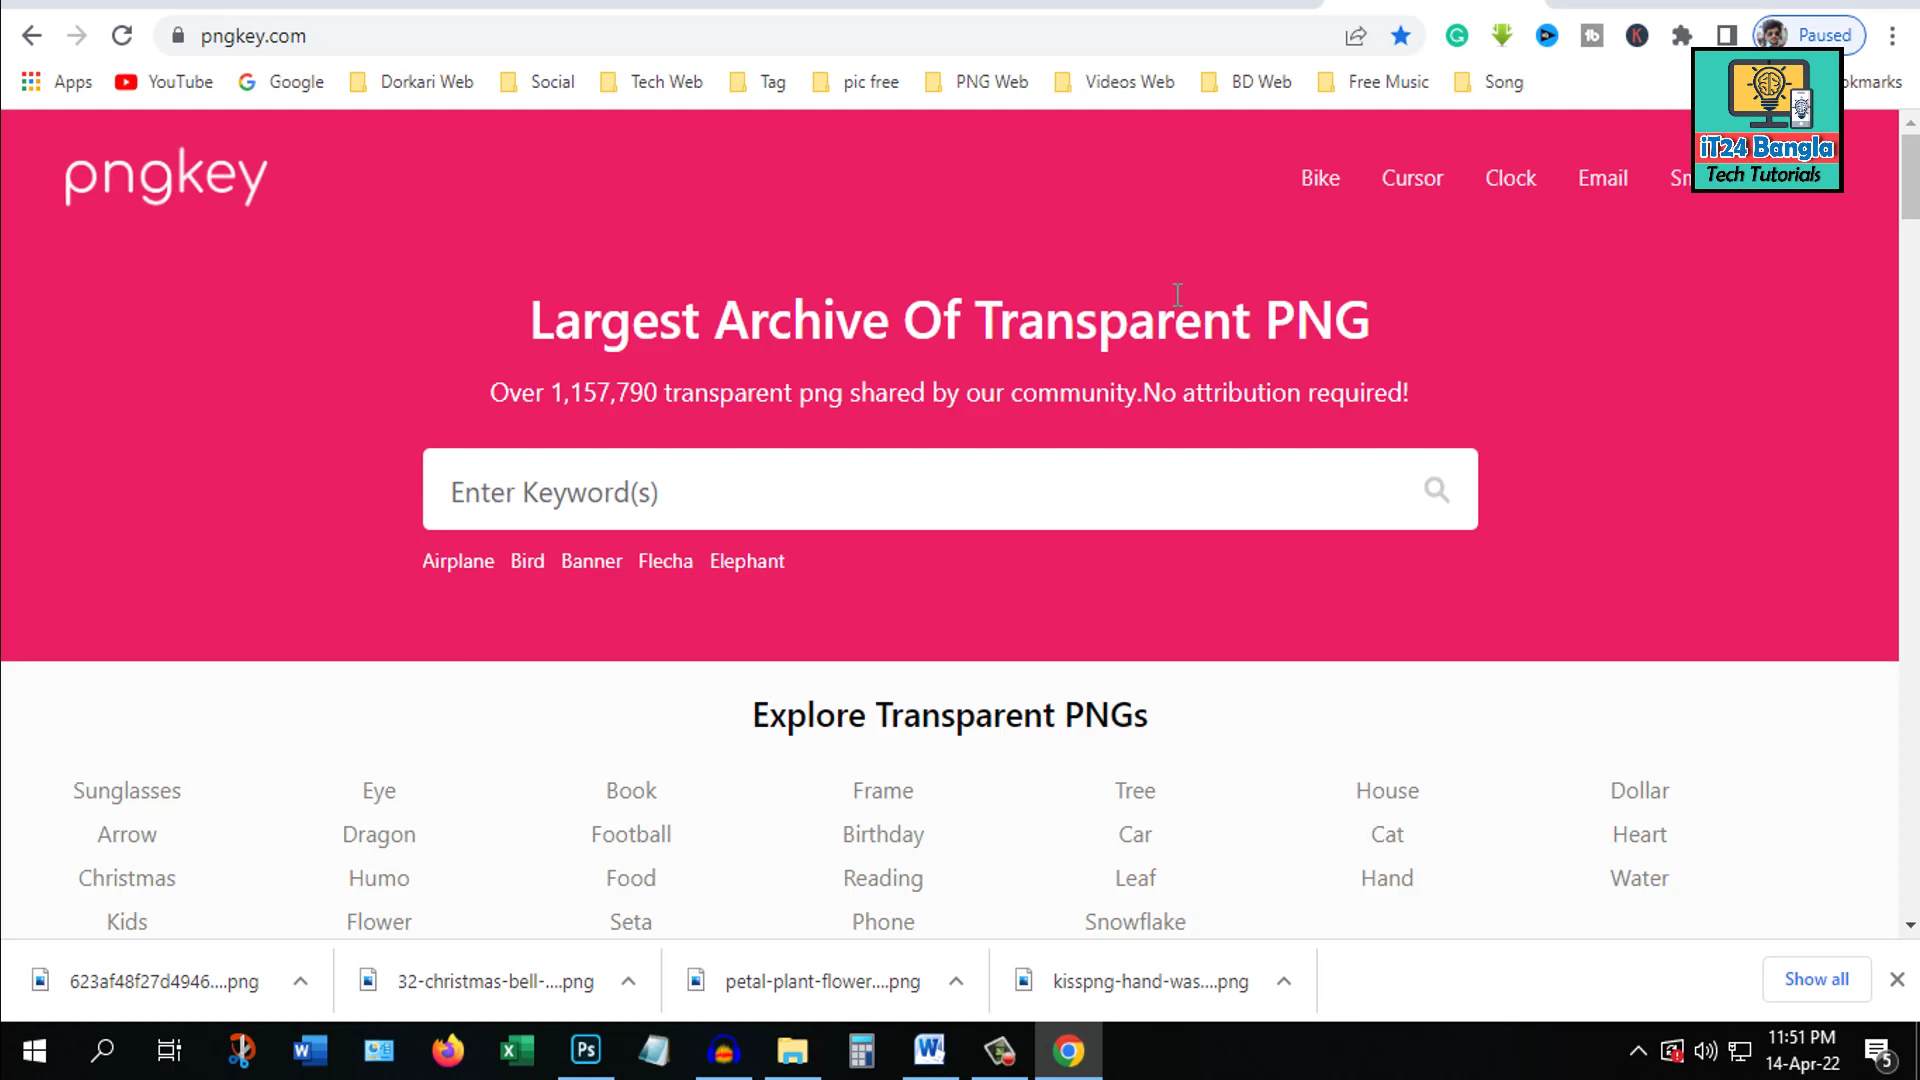 pngkey.com
Paused
Apps YouTube Google Dorkari Web Social Tech Web Tag pic free PNG Web Videos Web BD Web Free Music Song
iT24 Bangla
Tech Tutorials
pngkey
Bike Cursor Clock Email
Largest Archive Of Transparent PNG
Over 1,157,790 transparent png shared by our community.No attribution required!
Enter Keyword(s)
Airplane Bird Banner Flecha Elephant
Explore Transparent PNGs
Sunglasses Eye Book Frame Tree House Dollar
Arrow Dragon Football Birthday Car Cat Heart
Christmas Humo Food Reading Leaf Hand Water
Kids Flower Seta Phone Snowflake
623af48f27d4946....png 32-christmas-bell-....png petal-plant-flower....png kisspng-hand-was....png Show all
11:51 PM
14-Apr-22
5